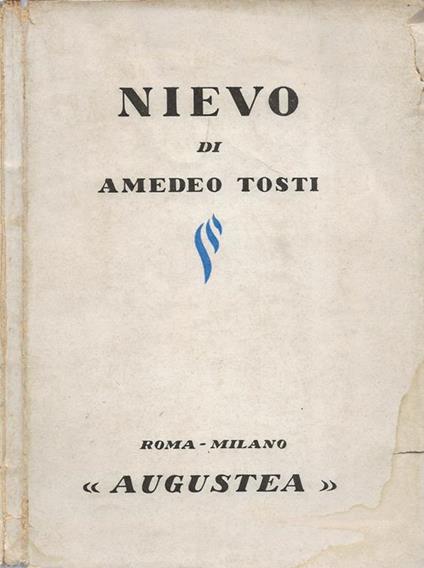 NIEVO
DI
AMEDEO TOSTI
ROMA - MILANO
« AUGUSTEA »